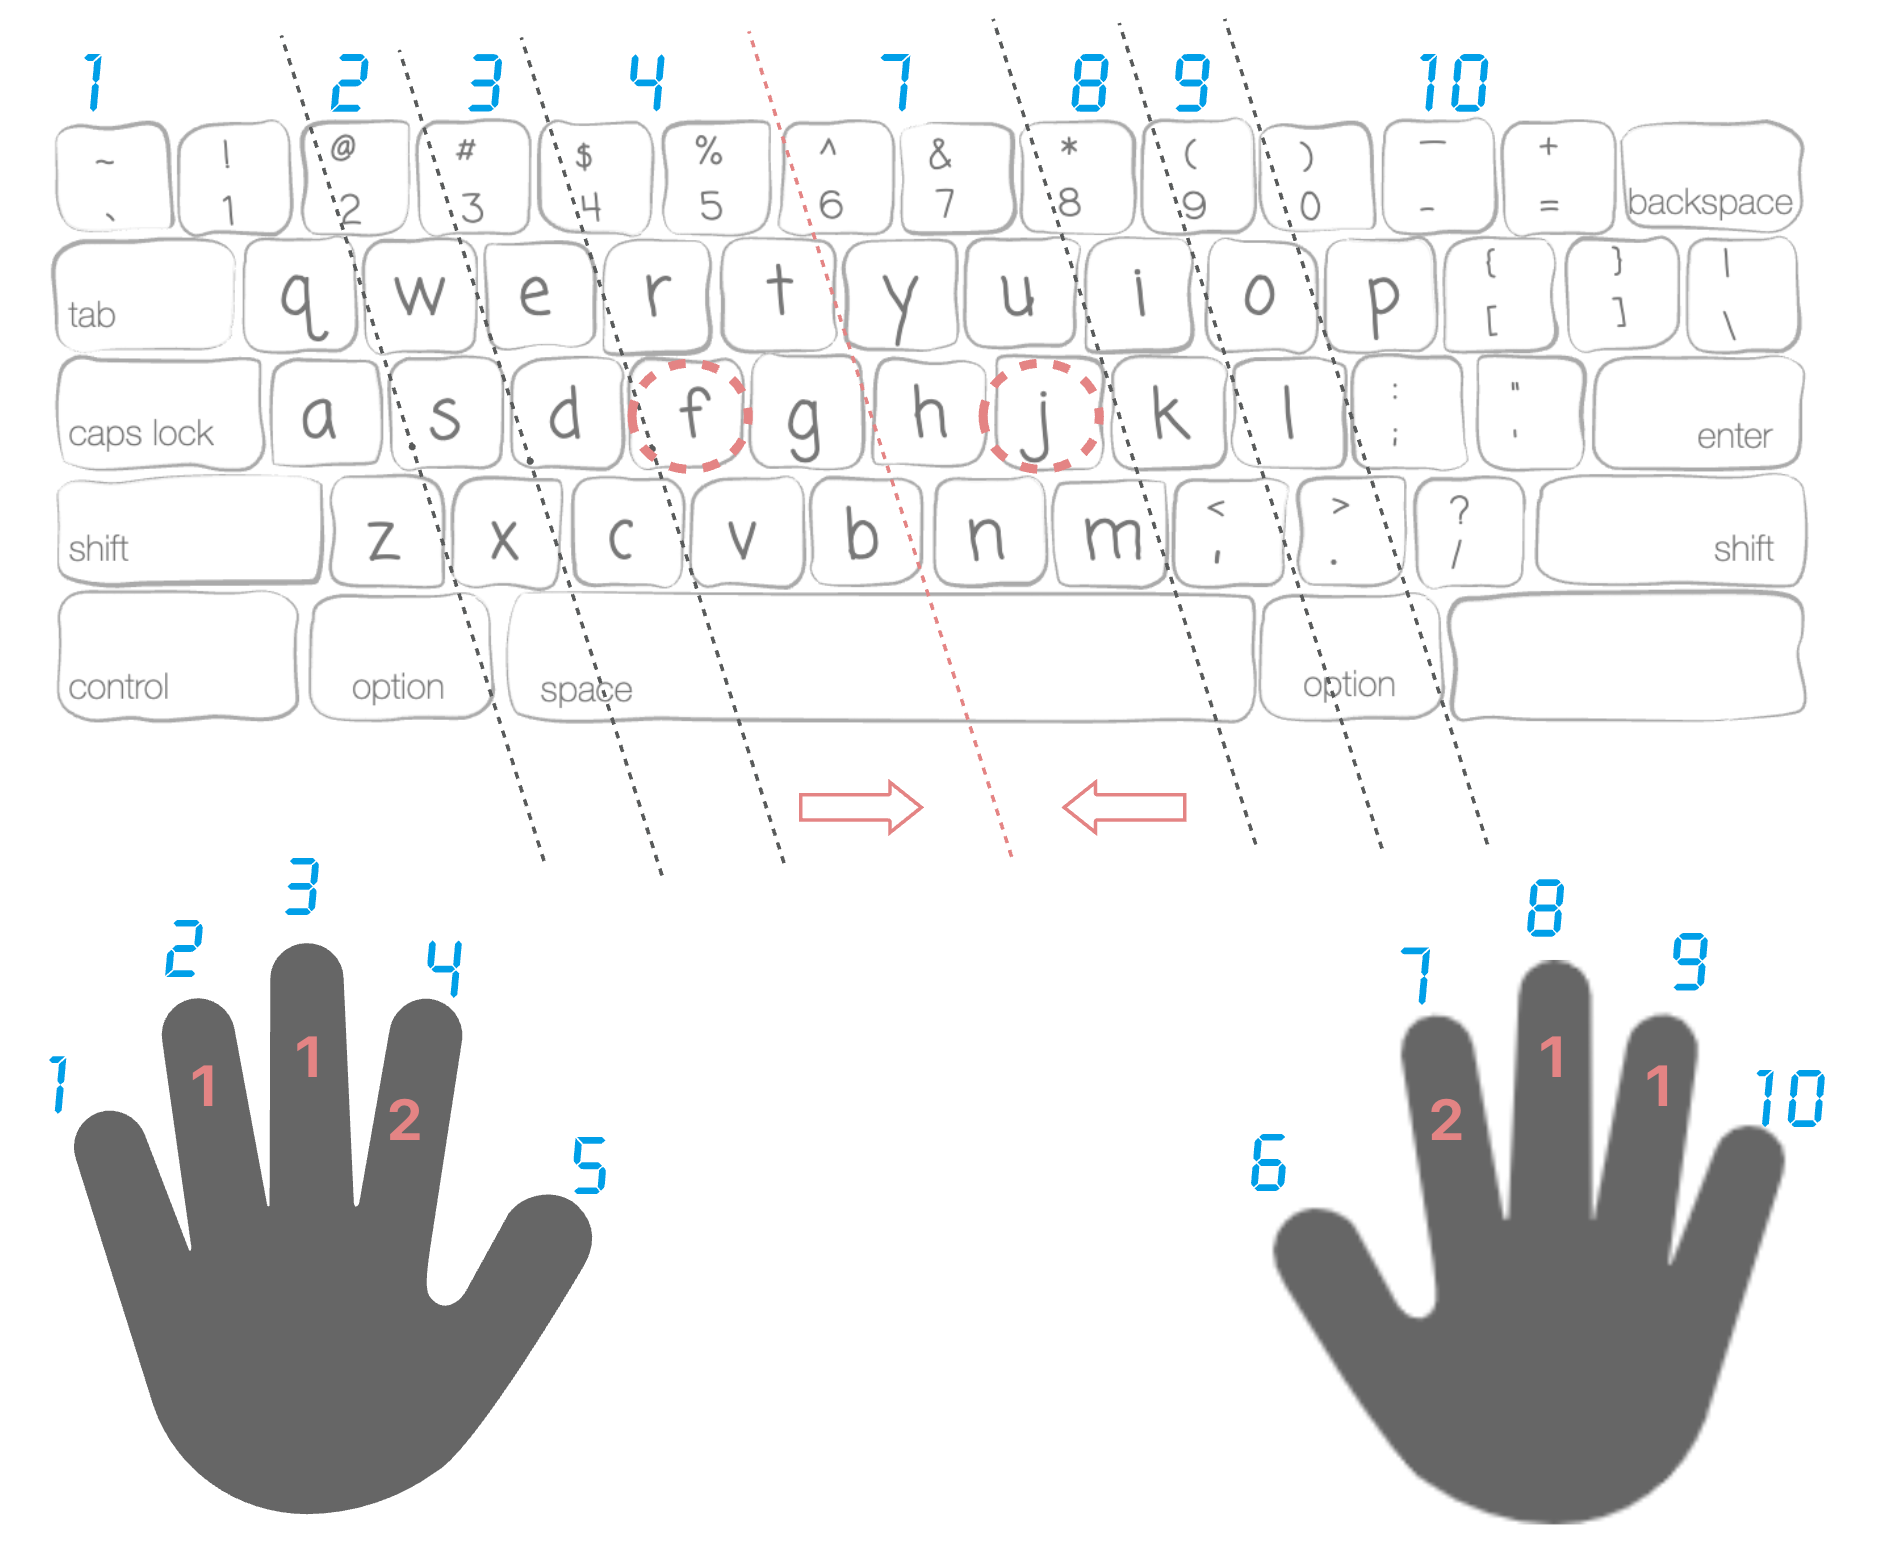 1 2 3 4 7 8 9 10
~ ! @ # $ % ^ & * ( ) — +
` 1 2 3 4 5 6 7 8 9 0 - = backspace
{ } |
tab q w e r t y u i o p [ ] \
: "
caps lock a s d f g h j k l ; ' enter
< > ?
shift z x c v b n m , . / shift
control option space option
3 8
2 4 7 9
1 1 1 2 2 1 1 10
5 6